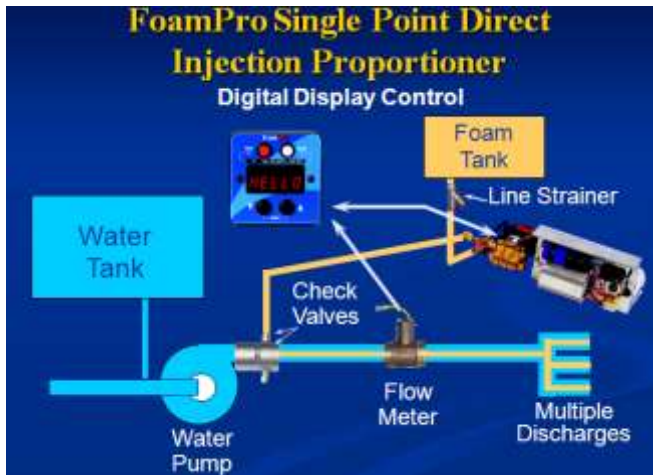 FoamPro Single Point Direct
Injection Proportioner
Digital Display Control
Foam
Tank
HELLO
Line Strainer
Water
Tank
Check
Valves
Flow
Meter
Multiple
Discharges
Water
Pump